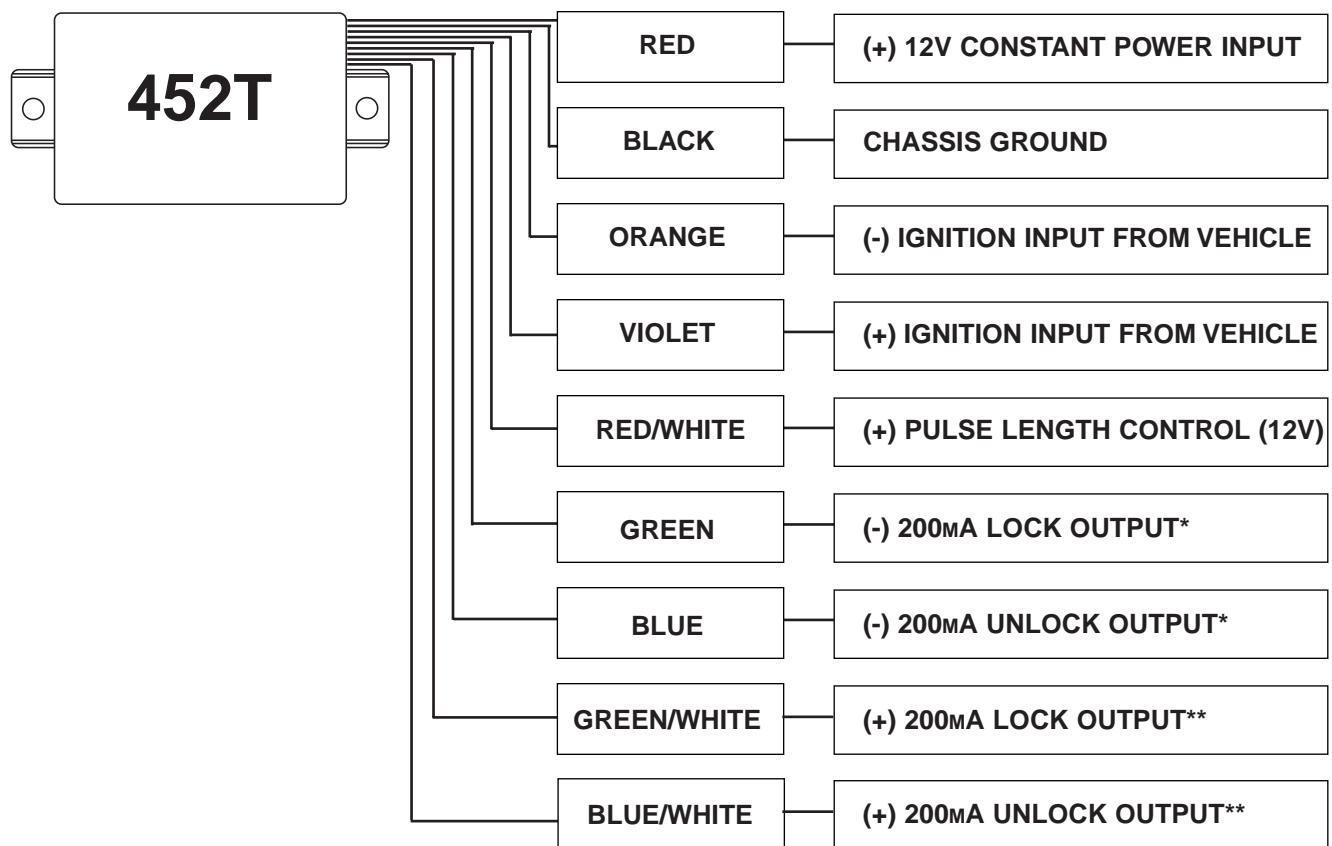 452T
RED
(+) 12V CONSTANT POWER INPUT
BLACK
CHASSIS GROUND
ORANGE
(-) IGNITION INPUT FROM VEHICLE
VIOLET
(+) IGNITION INPUT FROM VEHICLE
RED/WHITE
(+) PULSE LENGTH CONTROL (12V)
GREEN
(-) 200MA LOCK OUTPUT*
BLUE
(-) 200MA UNLOCK OUTPUT*
GREEN/WHITE
(+) 200MA LOCK OUTPUT**
BLUE/WHITE
(+) 200MA UNLOCK OUTPUT**